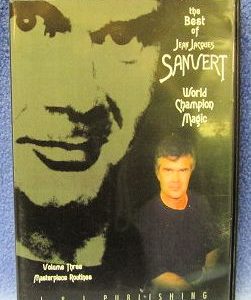 the
Best
of
Jean Jacques
SANVERT
World
Champion
Magic
Volume Three
Masterpiece Routines
L & L PUBLISHING